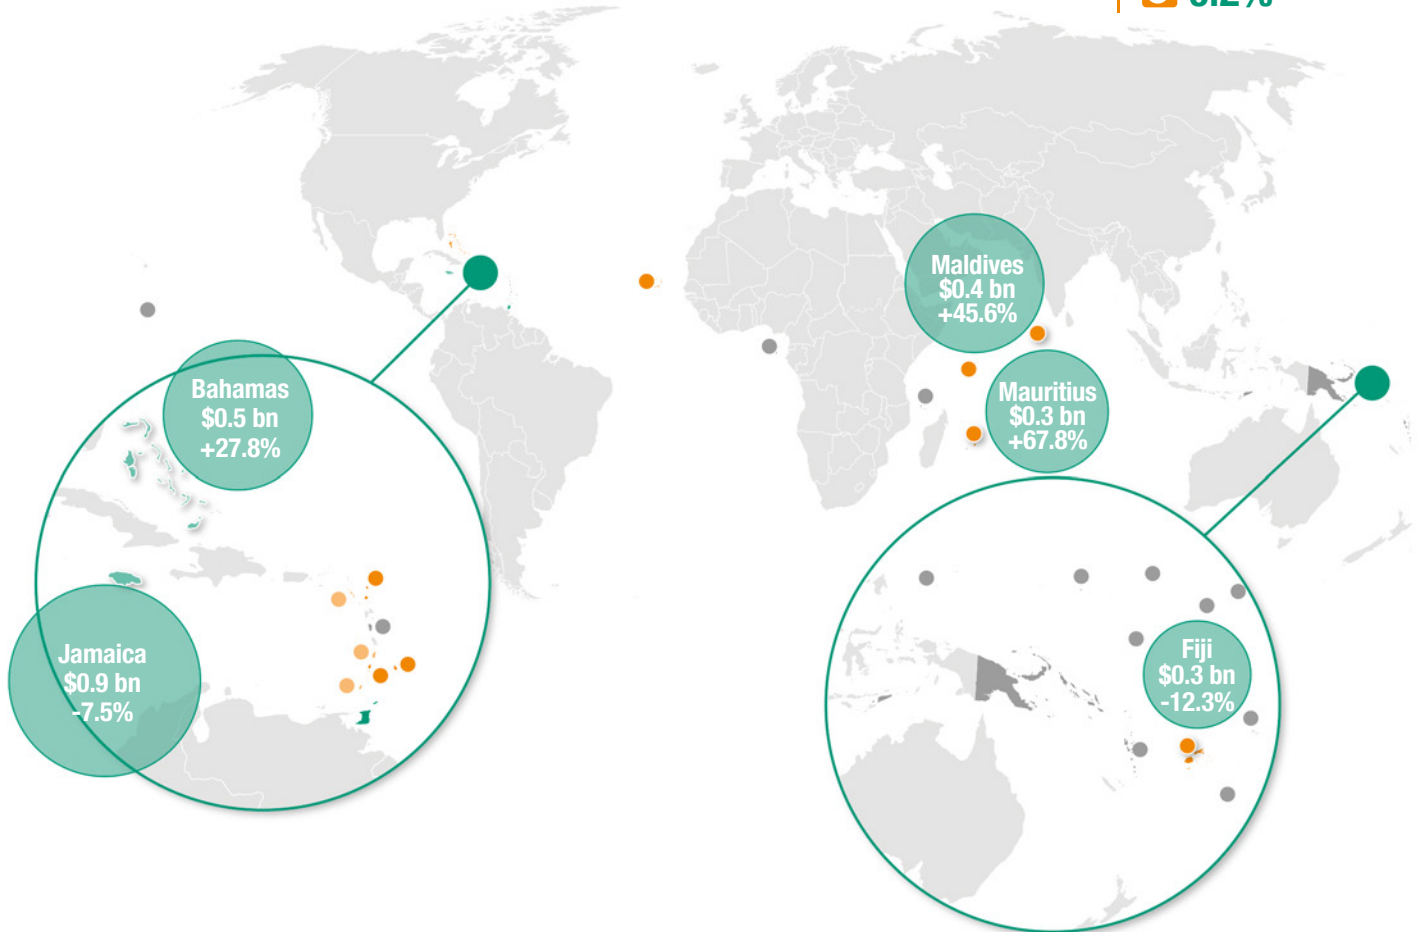 Maldives
$0.4 bn
+45.6%
Bahamas
$0.5 bn
+27.8%
Mauritius
$0.3 bn
+67.8%
Jamaica
$0.9 bn
-7.5%
Fiji
$0.3 bn
-12.3%